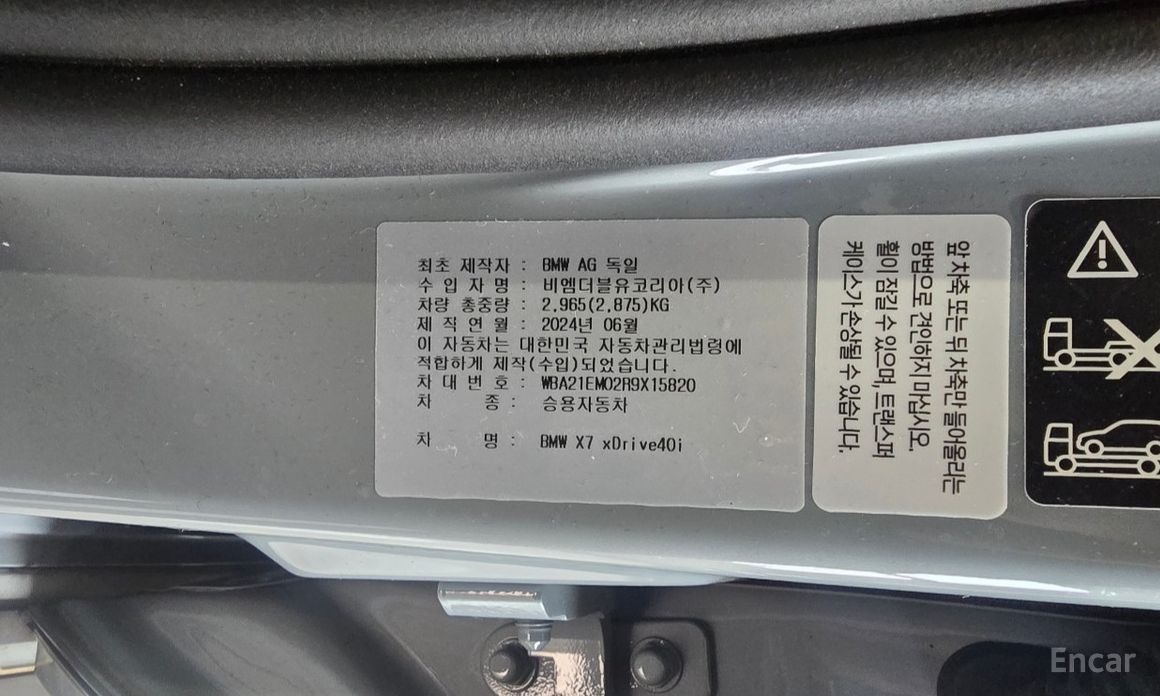 최초 제작자 : BMW AG 독일
수 입 자 명 : 비엠더블유코리아(주)
차량 총중량 : 2,965(2,875)KG
제 작 연 월 : 2024년 06월
이 자동차는 대한민국 자동차관리법령에
적합하게 제작(수입)되었습니다.
차 대 번 호 : WBA21EM02R9X15820
차 종 : 승용자동차
차 명 : BMW X7 xDrive40i
앞 차축 또는 뒤 차축만 들어올리는
방법으로 견인하지 마십시오.
휠이 잠길 수 있으며, 트랜스퍼
케이스가 손상될 수 있습니다.
Encar